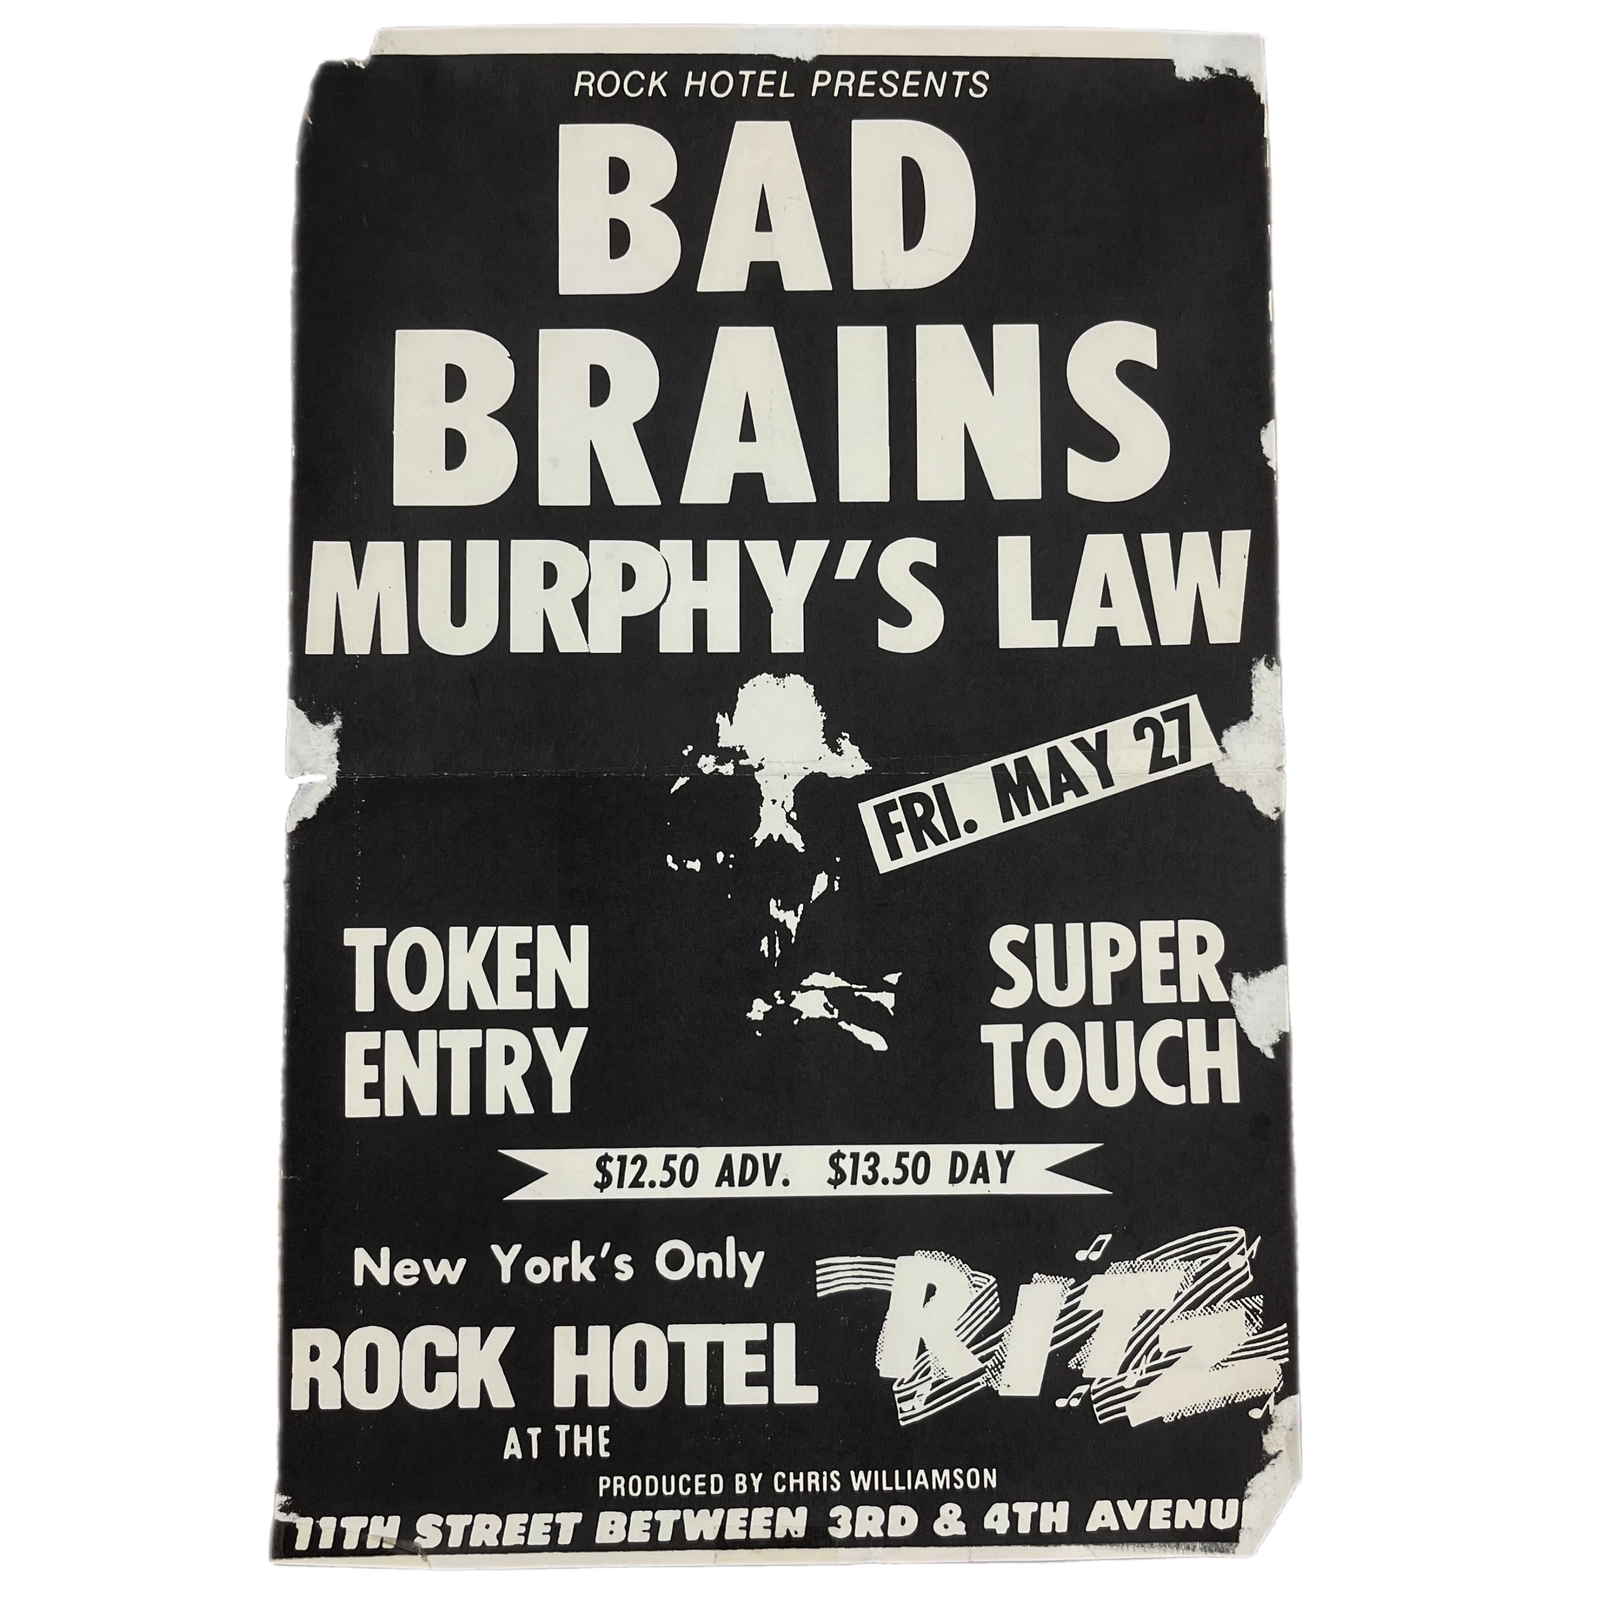 ROCK HOTEL PRESENTS
BAD
BRAINS
MURPHY'S LAW
FRI. MAY 27
TOKEN
ENTRY
SUPER
TOUCH
$12.50 ADV. $13.50 DAY
New York's Only
ROCK HOTEL
AT THE
RITZ
PRODUCED BY CHRIS WILLIAMSON
11TH STREET BETWEEN 3RD & 4TH AVENU